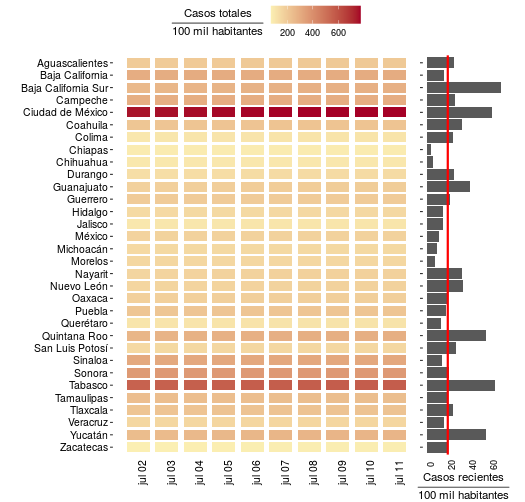 Casos totales
100 mil habitantes
200 400 600
Aguascalientes
Baja California
Baja California Sur
Campeche
Ciudad de México
Coahuila
Colima
Chiapas
Chihuahua
Durango
Guanajuato
Guerrero
Hidalgo
Jalisco
México
Michoacán
Morelos
Nayarit
Nuevo León
Oaxaca
Puebla
Querétaro
Quintana Roo
San Luis Potosí
Sinaloa
Sonora
Tabasco
Tamaulipas
Tlaxcala
Veracruz
Yucatán
Zacatecas
jul 02 jul 03 jul 04 jul 05 jul 06 jul 07 jul 08 jul 09 jul 10 jul 11
0 20 40 60
Casos recientes
100 mil habitantes